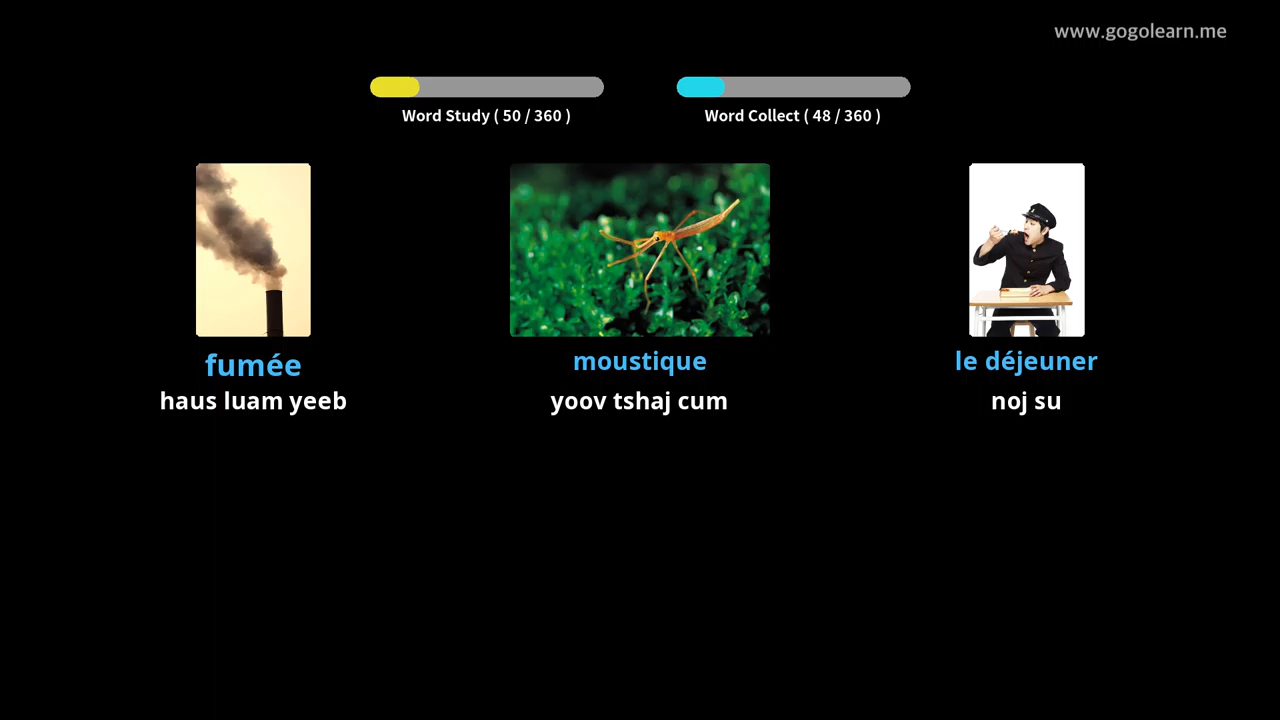 www.gogolearn.me
Word Study ( 50 / 360 )
Word Collect ( 48 / 360 )
fumée
haus luam yeeb
moustique
yoov tshaj cum
le déjeuner
noj su